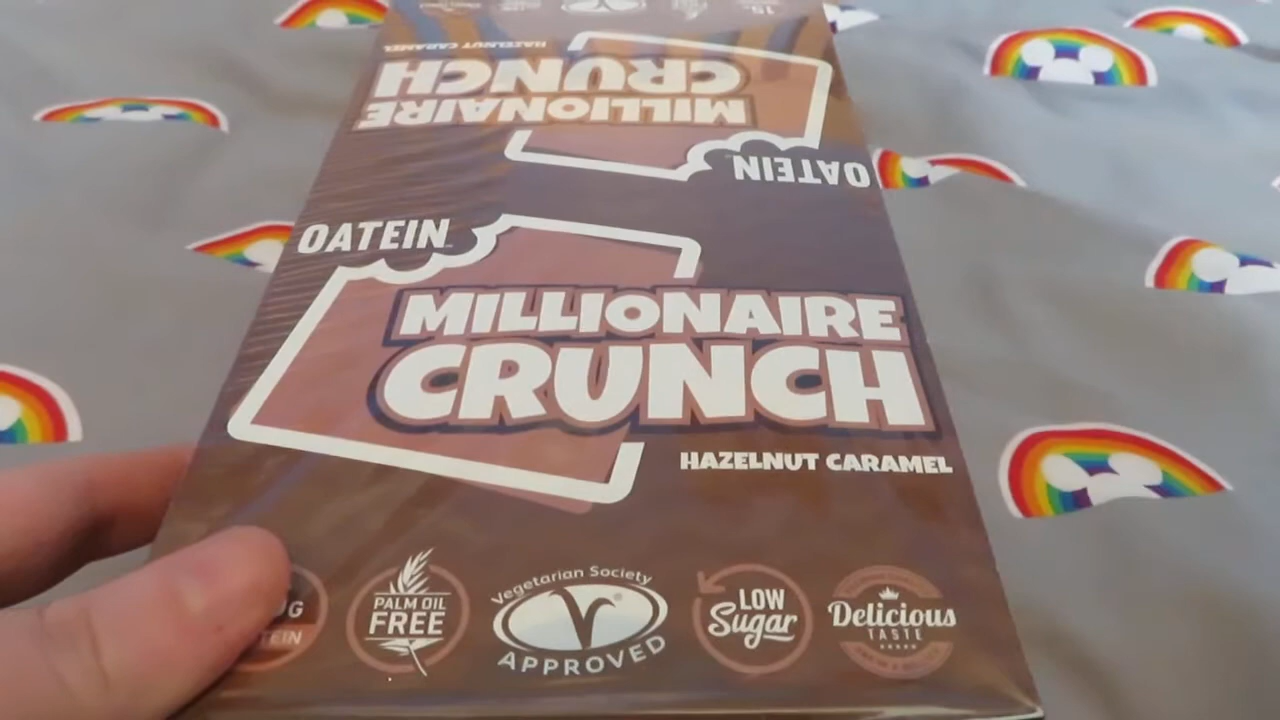 HAZELNUT CARAMEL
MILLIONAIRE
CRUNCH
OATEIN
OATEIN
MILLIONAIRE
CRUNCH
HAZELNUT CARAMEL
PALM OIL
FREE
Vegetarian Society
V
APPROVED
LOW
Sugar
Delicious
TASTE